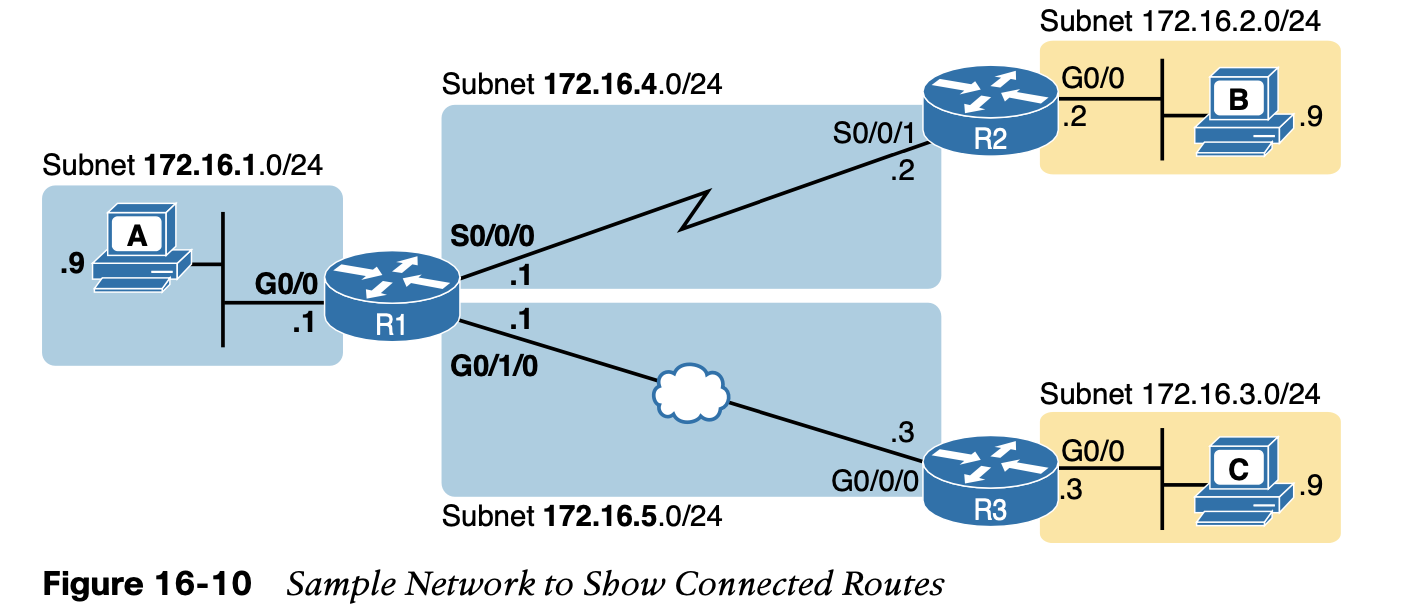 Subnet 172.16.2.0/24
Subnet 172.16.4.0/24
G0/0
B
.9
.2
S0/0/1
R2
.2
Subnet 172.16.1.0/24
A
.9
S0/0/0
.1
G0/0
.1
R1
.1
G0/1/0
Subnet 172.16.3.0/24
.3
G0/0
C
.9
G0/0/0
.3
R3
Subnet 172.16.5.0/24
Figure 16-10 Sample Network to Show Connected Routes